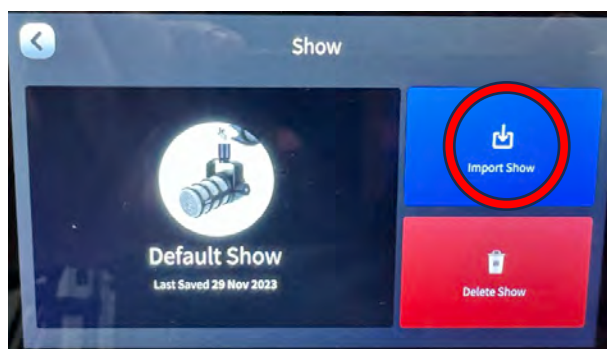 Show
Import Show
Default Show
Last Saved 29 Nov 2023
Delete Show